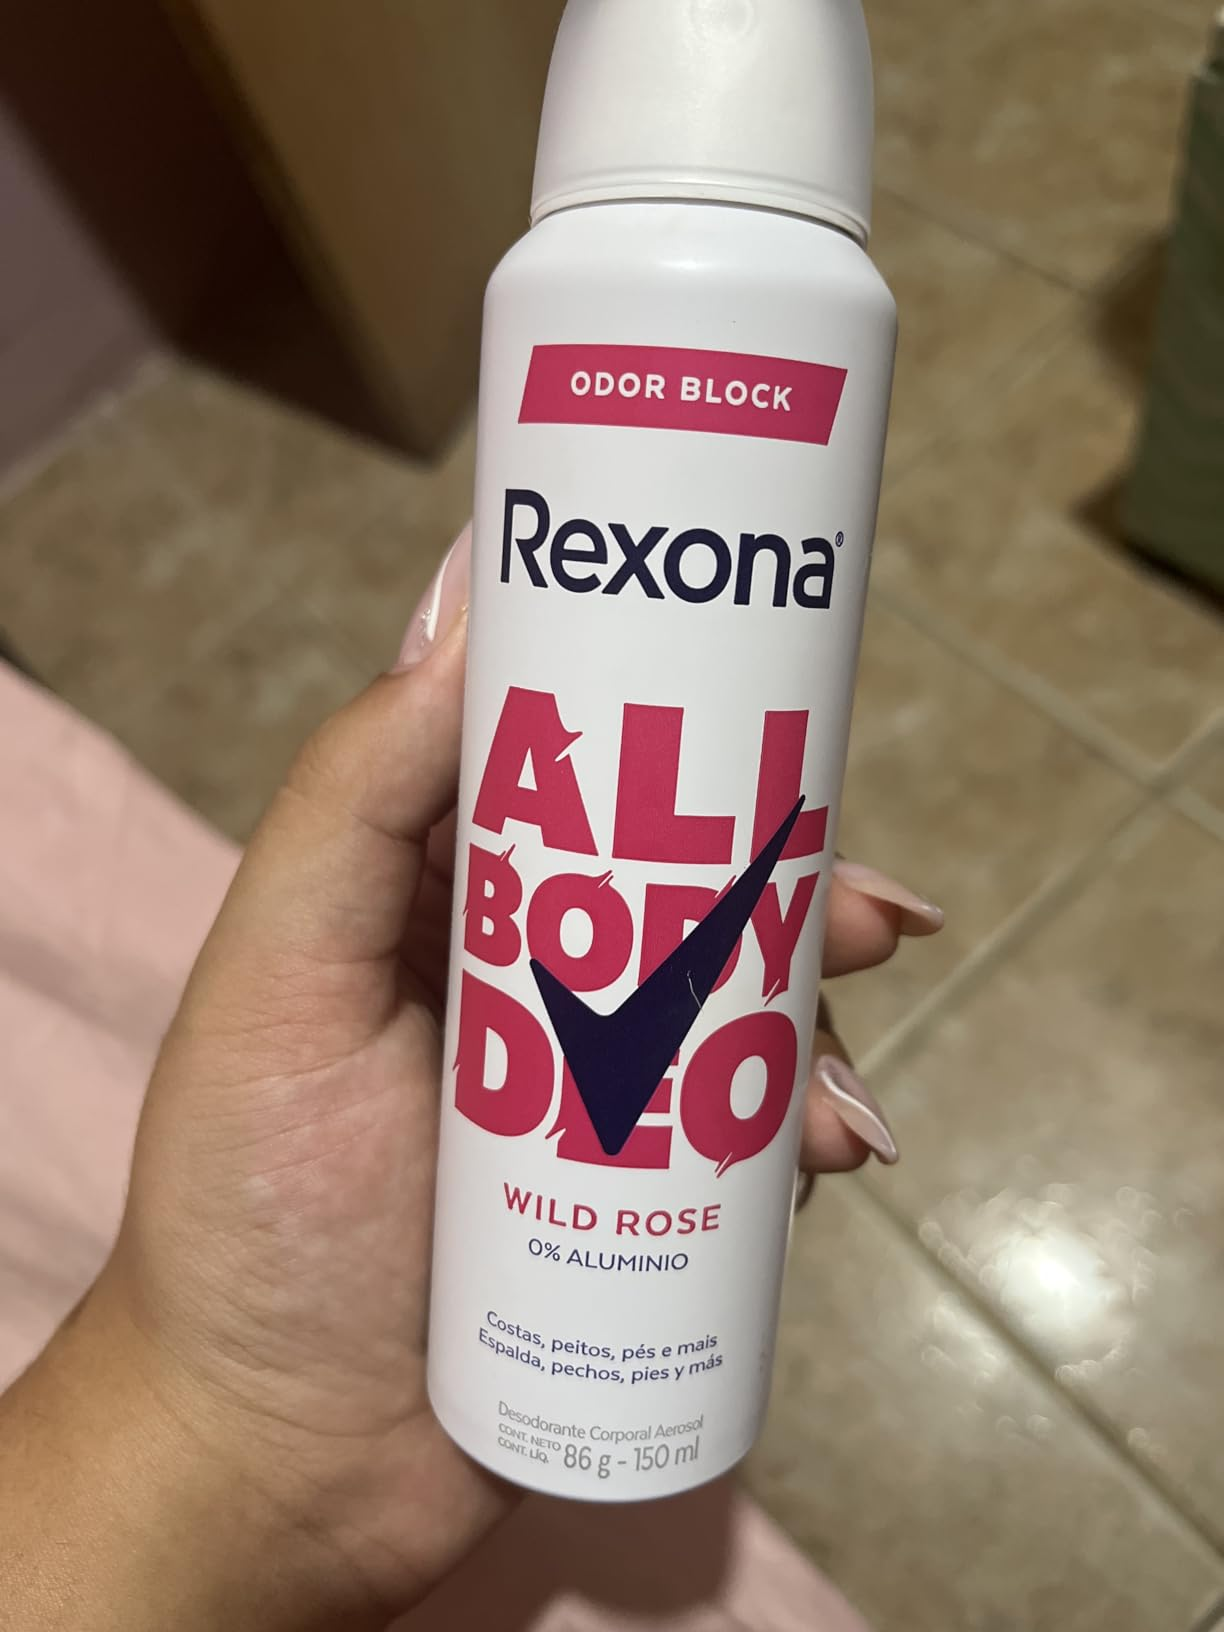 ODOR BLOCK
Rexona®
ALL
BODY
DEO
WILD ROSE
0% ALUMINIO
Costas, peitos, pés e mais
Espalda, pechos, pies y más
Desodorante Corporal Aerosol
CONT. NETO
CONT. LÍQ. 86 g - 150 ml